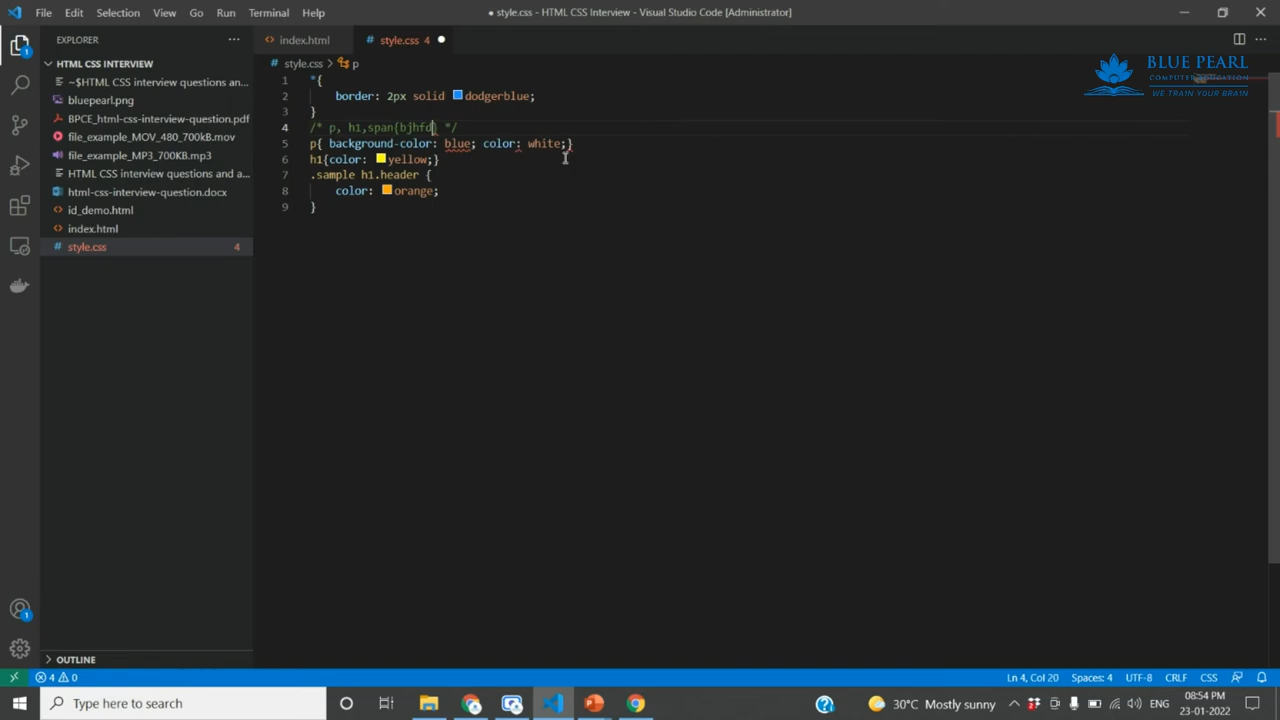 File Edit Selection View Go Run Terminal Help
● style.css - HTML CSS Interview - Visual Studio Code [Administrator]
EXPLORER
index.html
style.css 4
HTML CSS INTERVIEW
~$HTML CSS interview questions an...
bluepearl.png
BPCE_html-css-interview-question.pdf
file_example_MOV_480_700kB.mov
file_example_MP3_700KB.mp3
HTML CSS interview questions and a...
html-css-interview-question.docx
id_demo.html
index.html
style.css 4
OUTLINE
style.css > p
1 *{
2 border: 2px solid dodgerblue;
3 }
4 /* p, h1,span{bjhfd} */
5 p{ background-color: blue; color: white;}
6 h1{color: yellow;}
7 .sample h1.header {
8 color: orange;
9 }
BLUE PEARL
WE TRAIN YOUR BRAIN
1
1
4 0
Ln 4, Col 20 Spaces: 4 UTF-8 CRLF CSS
Type here to search
30°C Mostly sunny
ENG
08:54 PM
23-01-2022